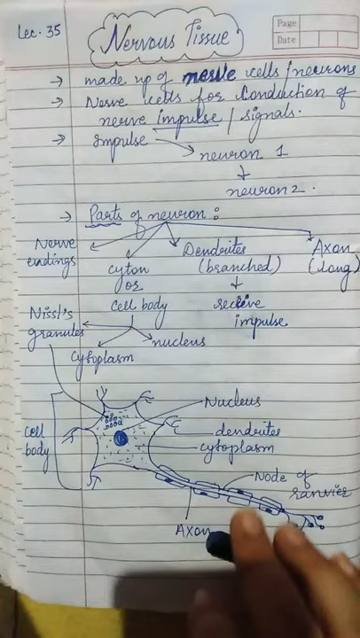 Lec. 35
Nervous Tissue
Page
Date
→ made up of nerve cells/neurons
→ Nerve cells for Conduction of
nerve impulse / signals.
→ Impulse → neuron 1
↓
neuron 2.
→ Parts of neuron :
Nerve endings
cyton
or
cell body
Dendrites
(branched)
↓
receive
impulse
Axon
(long)
Nissl's
granules
cytoplasm
nucleus
Nucleus
dendrites
cytoplasm
Cell
body
Node of
ranvier
Axon